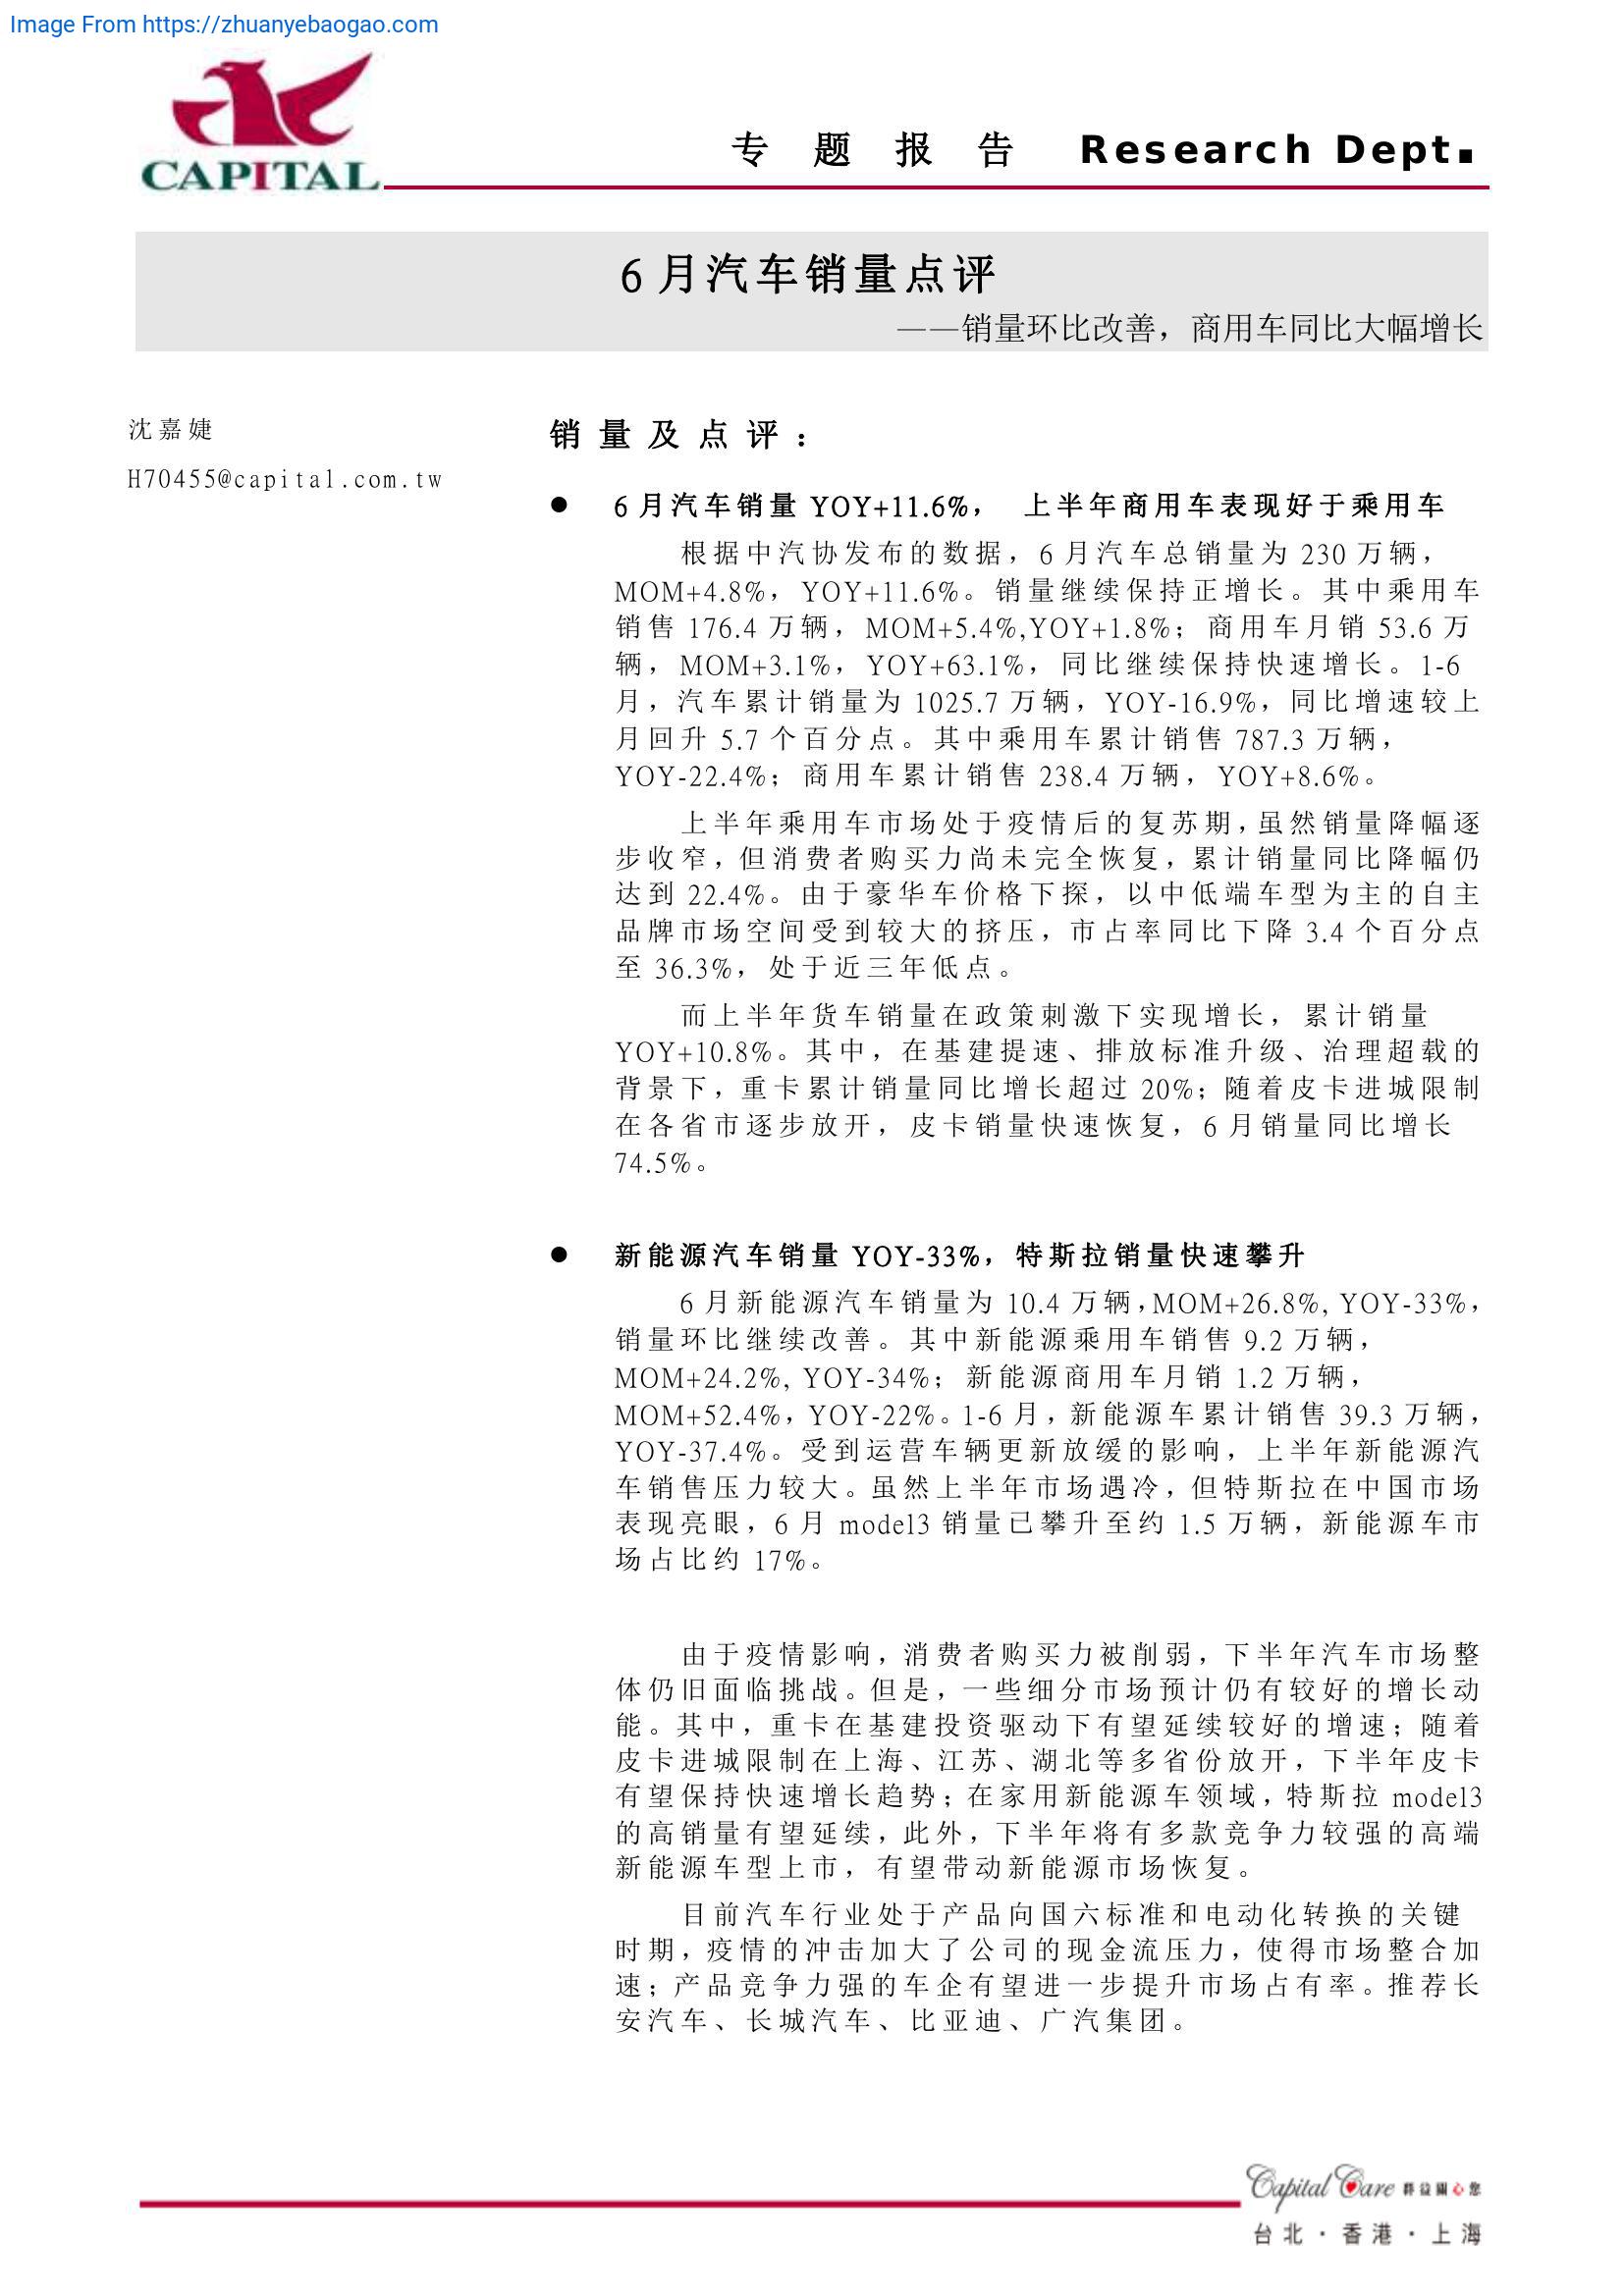 Image From https://zhuanyebaogao.com
CAPITAL
专 题 报 告 Research Dept.
6 月汽车销量点评
——销量环比改善，商用车同比大幅增长
沈嘉婕
H70455@capital.com.tw
销量及点评：
● 6 月汽车销量 YOY+11.6%， 上半年商用车表现好于乘用车
根据中汽协发布的数据，6 月汽车总销量为 230 万辆，
MOM+4.8%，YOY+11.6%。销量继续保持正增长。其中乘用车
销售 176.4 万辆，MOM+5.4%,YOY+1.8%；商用车月销 53.6 万
辆，MOM+3.1%，YOY+63.1%，同比继续保持快速增长。1-6
月，汽车累计销量为 1025.7 万辆，YOY-16.9%，同比增速较上
月回升 5.7 个百分点。其中乘用车累计销售 787.3 万辆，
YOY-22.4%；商用车累计销售 238.4 万辆，YOY+8.6%。
上半年乘用车市场处于疫情后的复苏期，虽然销量降幅逐
步收窄，但消费者购买力尚未完全恢复，累计销量同比降幅仍
达到 22.4%。由于豪华车价格下探，以中低端车型为主的自主
品牌市场空间受到较大的挤压，市占率同比下降 3.4 个百分点
至 36.3%，处于近三年低点。
而上半年货车销量在政策刺激下实现增长，累计销量
YOY+10.8%。其中，在基建提速、排放标准升级、治理超载的
背景下，重卡累计销量同比增长超过 20%；随着皮卡进城限制
在各省市逐步放开，皮卡销量快速恢复，6 月销量同比增长
74.5%。
● 新能源汽车销量 YOY-33%，特斯拉销量快速攀升
6 月新能源汽车销量为 10.4 万辆，MOM+26.8%, YOY-33%，
销量环比继续改善。其中新能源乘用车销售 9.2 万辆，
MOM+24.2%, YOY-34%；新能源商用车月销 1.2 万辆，
MOM+52.4%，YOY-22%。1-6 月，新能源车累计销售 39.3 万辆，
YOY-37.4%。受到运营车辆更新放缓的影响，上半年新能源汽
车销售压力较大。虽然上半年市场遇冷，但特斯拉在中国市场
表现亮眼，6 月 model3 销量已攀升至约 1.5 万辆，新能源车市
场占比约 17%。
由于疫情影响，消费者购买力被削弱，下半年汽车市场整
体仍旧面临挑战。但是，一些细分市场预计仍有较好的增长动
能。其中，重卡在基建投资驱动下有望延续较好的增速；随着
皮卡进城限制在上海、江苏、湖北等多省份放开，下半年皮卡
有望保持快速增长趋势；在家用新能源车领域，特斯拉 model3
的高销量有望延续，此外，下半年将有多款竞争力较强的高端
新能源车型上市，有望带动新能源市场恢复。
目前汽车行业处于产品向国六标准和电动化转换的关键
时期，疫情的冲击加大了公司的现金流压力，使得市场整合加
速；产品竞争力强的车企有望进一步提升市场占有率。推荐长
安汽车、长城汽车、比亚迪、广汽集团。
Capital Care 群益關心您
台北・香港・上海